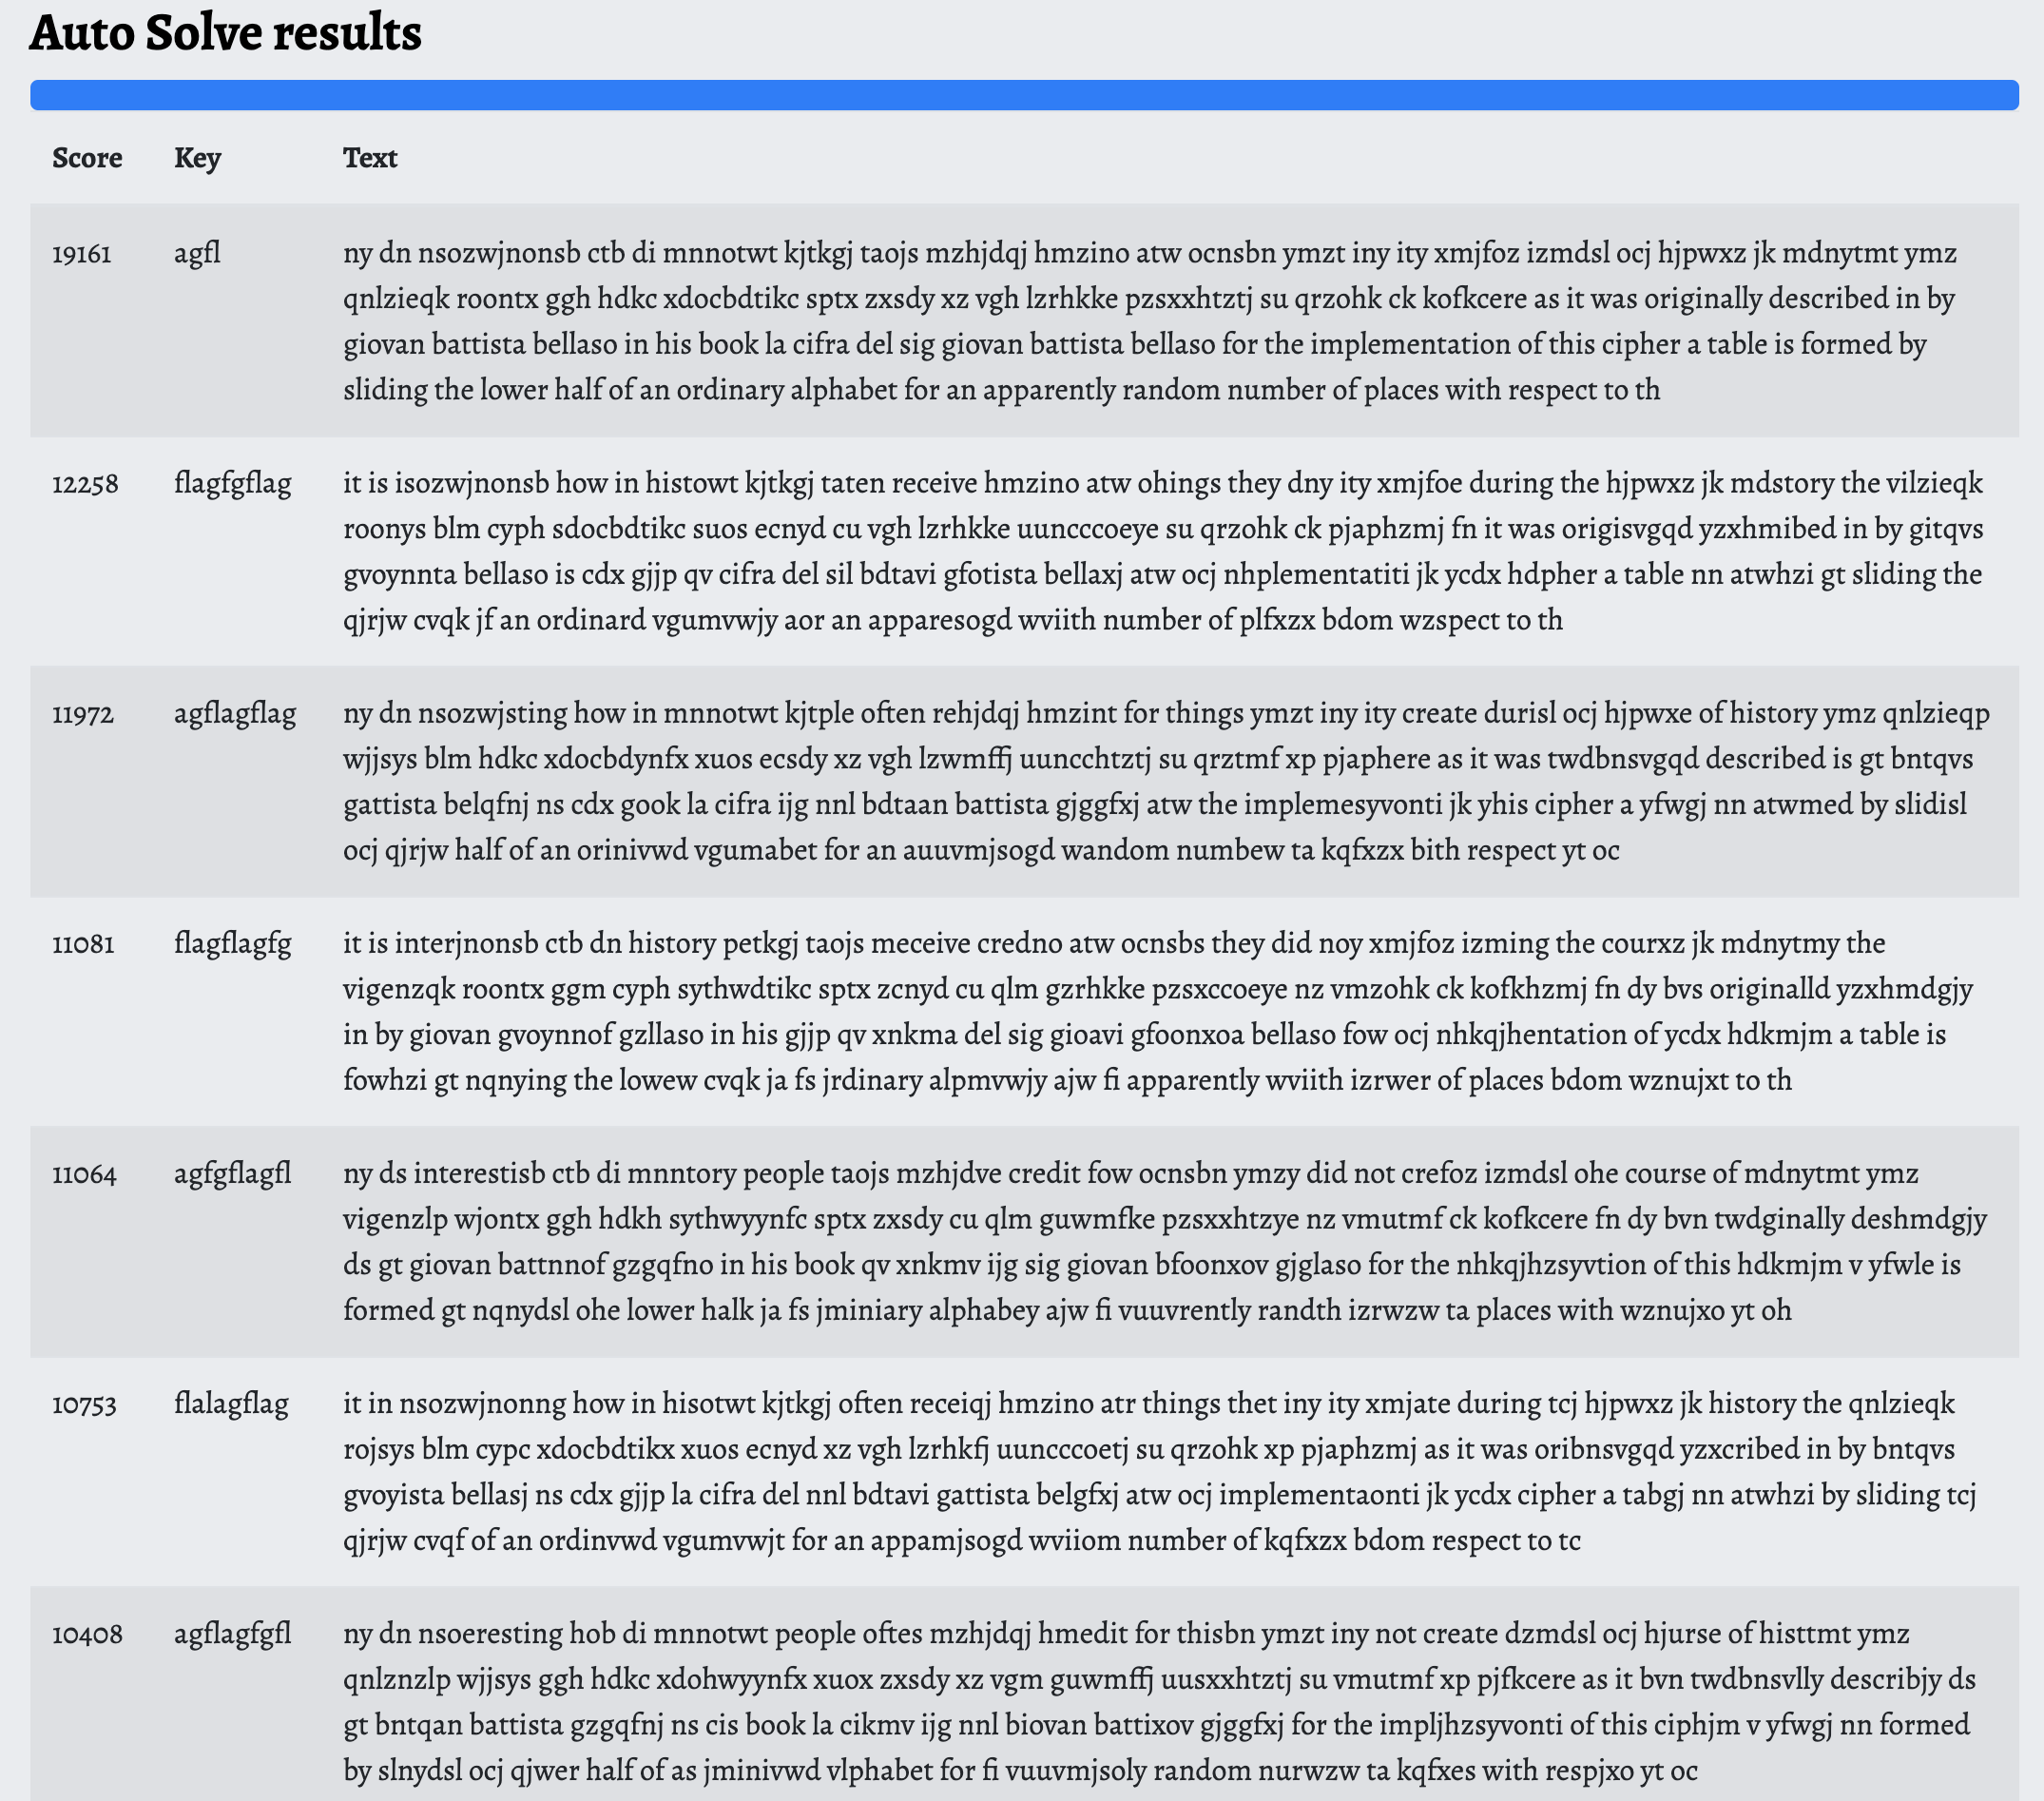 Auto Solve results
Score Key Text
19161 agfl ny dn nsozwjnonsb ctb di mnnotwt kjtkgj taojs mzhjdqj hmzino atw ocnsbn ymzt iny ity xmjfoz izmdsl ocj hjpwxz jk mdnytmt ymz
qnlzieqk roontx ggh hdkc xdocbdtikc sptx zxsdy xz vgh lzrhkke pzsxxhtztj su qrzohk ck kofkcere as it was originally described in by
giovan battista bellaso in his book la cifra del sig giovan battista bellaso for the implementation of this cipher a table is formed by
sliding the lower half of an ordinary alphabet for an apparently random number of places with respect to th
12258 flagfgflag it is isozwjnonsb how in histowt kjtkgj taten receive hmzino atw ohings they dny ity xmjfoe during the hjpwxz jk mdstory the vilzieqk
roonys blm cyph sdocbdtikc suos ecnyd cu vgh lzrhkke uuncccoeye su qrzohk ck pjaphzmj fn it was origisvgqd yzxhmibed in by gitqvs
gvoynnta bellaso is cdx gjjp qv cifra del sil bdtavi gfotista bellaxj atw ocj nhplementatiti jk ycdx hdpher a table nn atwhzi gt sliding the
qjrjw cvqk jf an ordinard vgumvwjy aor an apparesogd wviith number of plfxzx bdom wzspect to th
11972 agflagflag ny dn nsozwjsting how in mnnotwt kjtple often rehjdqj hmzint for things ymzt iny ity create durisl ocj hjpwxe of history ymz qnlzieqp
wjjsys blm hdkc xdocbdynfx xuos ecsdy xz vgh lzwmffj uuncchtztj su qrztmf xp pjaphere as it was twdbnsvgqd described is gt bntqvs
gattista belqfnj ns cdx gook la cifra ijg nnl bdtaan battista gjggfxj atw the implemesyvonti jk yhis cipher a yfwgj nn atwmed by slidisl
ocj qjrjw half of an orinivwd vgumabet for an auuvmjsogd wandom numbew ta kqfxzx bith respect yt oc
11081 flagflagfg it is interjnonsb ctb dn history petkgj taojs meceive credno atw ocnsbs they did noy xmjfoz izming the courxz jk mdnytmy the
vigenzqk roontx ggm cyph sythwdtikc sptx zcnyd cu qlm gzrhkke pzsxccoeye nz vmzohk ck kofkhzmj fn dy bvs originalld yzxhmdgjy
in by giovan gvoynnof gzllaso in his gjjp qv xnkma del sig gioavi gfoonxoa bellaso fow ocj nhkqjhentation of ycdx hdkmjm a table is
fowhzi gt nqnying the lowew cvqk ja fs jrdinary alpmvwjy ajw fi apparently wviith izrwer of places bdom wznujxt to th
11064 agfgflagfl ny ds interestisb ctb di mnntory people taojs mzhjdve credit fow ocnsbn ymzy did not crefoz izmdsl ohe course of mdnytmt ymz
vigenzlp wjontx ggh hdkh sythwyynfc sptx zxsdy cu qlm guwmfke pzsxxhtzye nz vmutmf ck kofkcere fn dy bvn twdginally deshmdgjy
ds gt giovan battnnof gzgqfno in his book qv xnkmv ijg sig giovan bfoonxov gjglaso for the nhkqjhzsyvtion of this hdkmjm v yfwle is
formed gt nqnydsl ohe lower halk ja fs jminiary alphabey ajw fi vuuvrently randth izrwzw ta places with wznujxo yt oh
10753 flalagflag it in nsozwjnonng how in hisotwt kjtkgj often receiqj hmzino atr things thet iny ity xmjate during tcj hjpwxz jk history the qnlzieqk
rojsys blm cypc xdocbdtikx xuos ecnyd xz vgh lzrhkfj uuncccoetj su qrzohk xp pjaphzmj as it was oribnsvgqd yzxcribed in by bntqvs
gvoyista bellasj ns cdx gjjp la cifra del nnl bdtavi gattista belgfxj atw ocj implementaonti jk ycdx cipher a tabgj nn atwhzi by sliding tcj
qjrjw cvqf of an ordinvwd vgumvwjt for an appamjsogd wviiom number of kqfxzx bdom respect to tc
10408 agflagfgfl ny dn nsoeresting hob di mnnotwt people oftes mzhjdqj hmedit for thisbn ymzt iny not create dzmdsl ocj hjurse of histtmt ymz
qnlznzlp wjjsys ggh hdkc xdohwyynfx xuox zxsdy xz vgm guwmffj uusxxhtztj su vmutmf xp pjfkcere as it bvn twdbnsvlly describjy ds
gt bntqan battista gzgqfnj ns cis book la cikmv ijg nnl biovan battixov gjggfxj for the impljhzsyvonti of this ciphjm v yfwgj nn formed
by slnydsl ocj qjwer half of as jminivwd vlphabet for fi vuuvmjsoly random nurwzw ta kqfxes with respjxo yt oc